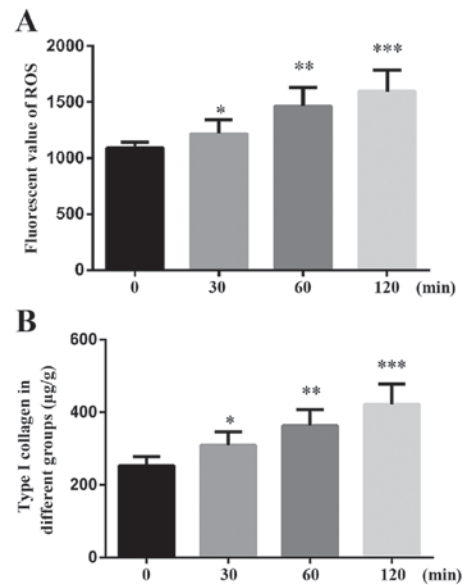 A
Fluorescent value of ROS
2000
1500
1000
500
0
*
**
***
0 30 60 120 (min)
B
Type I collagen in
different groups (µg/g)
600
400
200
0
*
**
***
0 30 60 120 (min)